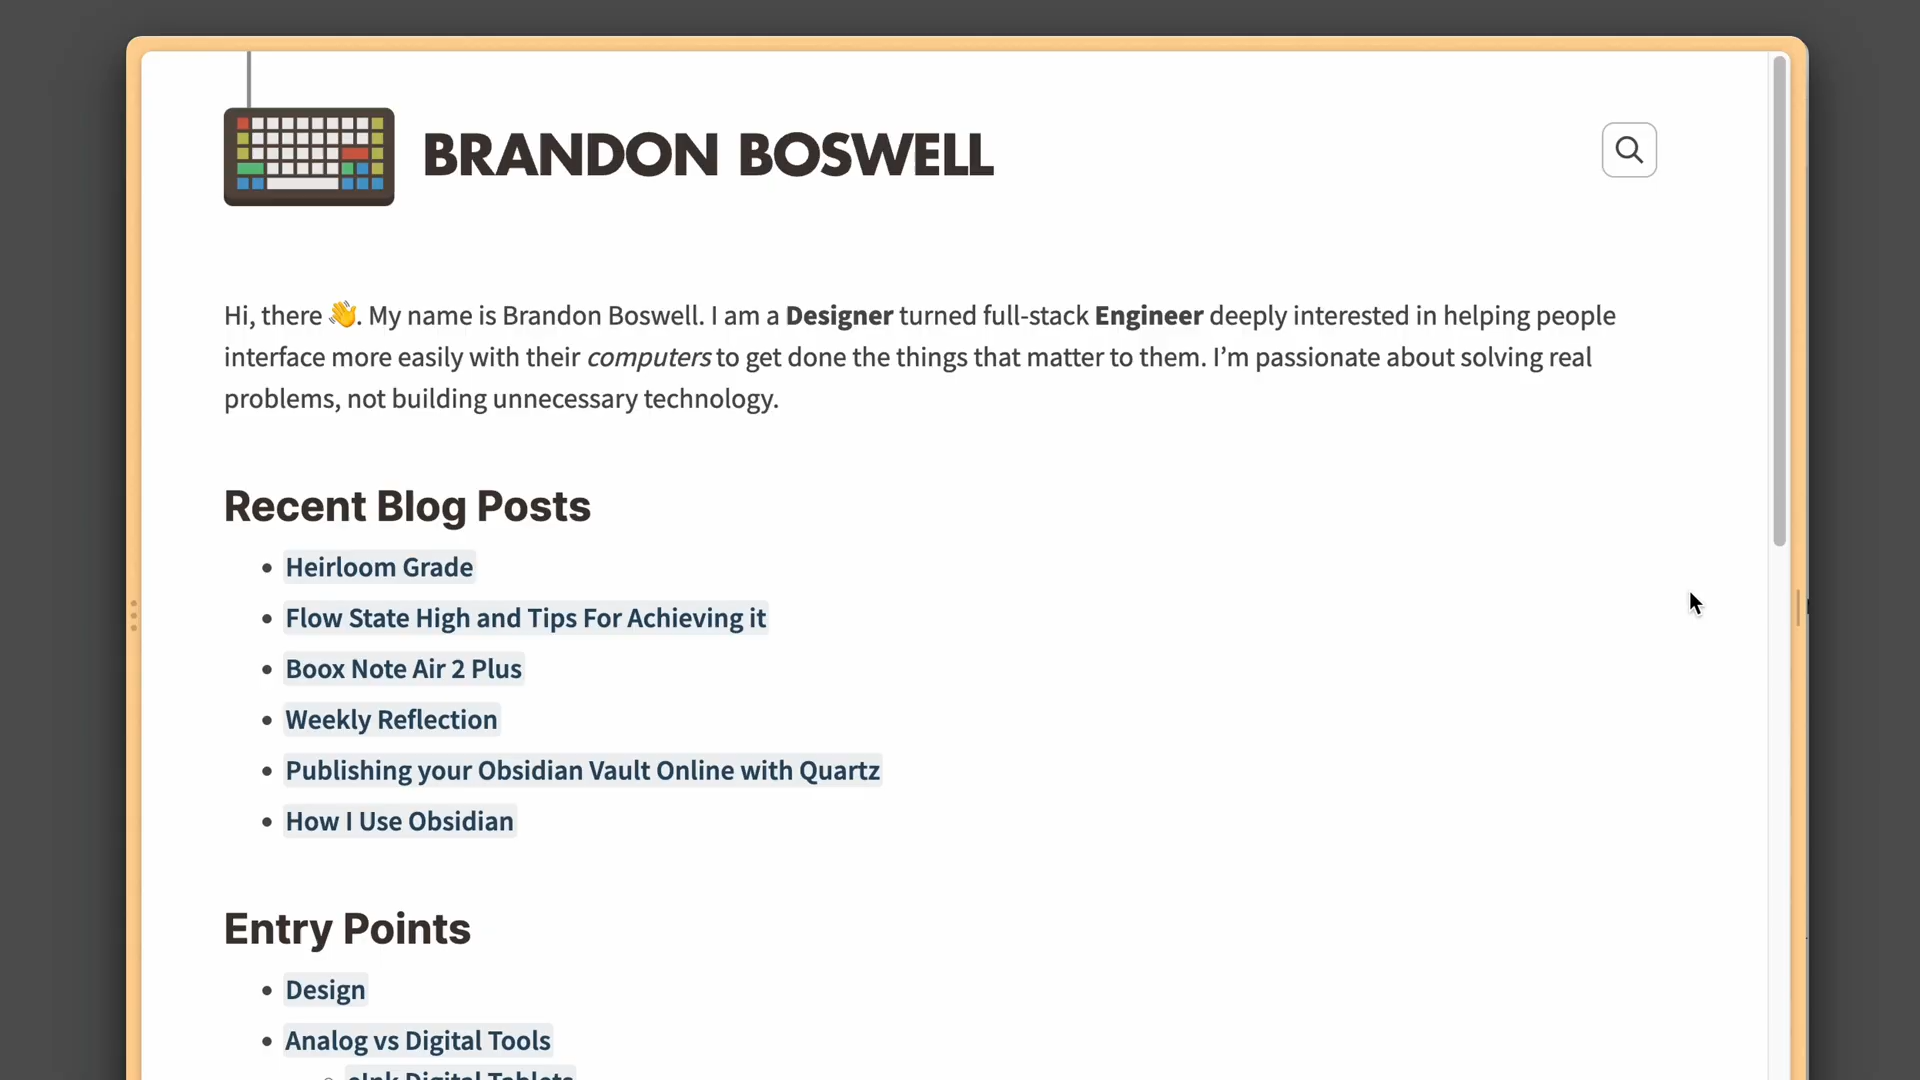 BRANDON BOSWELL
Hi, there 👋. My name is Brandon Boswell. I am a Designer turned full-stack Engineer deeply interested in helping people
interface more easily with their computers to get done the things that matter to them. I’m passionate about solving real
problems, not building unnecessary technology.
Recent Blog Posts
Heirloom Grade
Flow State High and Tips For Achieving it
Boox Note Air 2 Plus
Weekly Reflection
Publishing your Obsidian Vault Online with Quartz
How I Use Obsidian
Entry Points
Design
Analog vs Digital Tools
eInk Digital Tablets